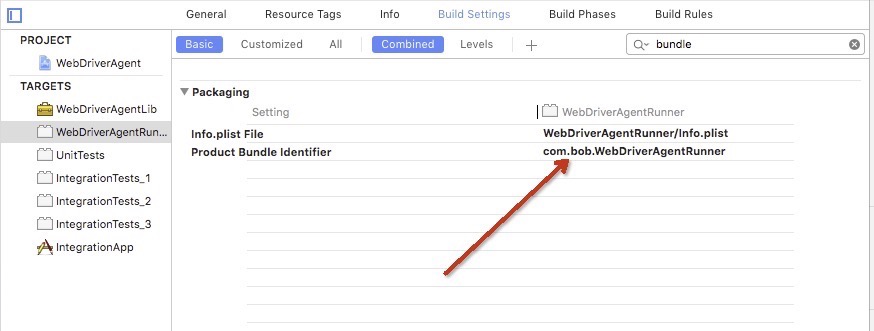 General Resource Tags Info Build Settings Build Phases Build Rules
PROJECT
WebDriverAgent
TARGETS
WebDriverAgentLib
WebDriverAgentRun...
UnitTests
IntegrationTests_1
IntegrationTests_2
IntegrationTests_3
IntegrationApp
Basic Customized All Combined Levels + bundle
Packaging
Setting WebDriverAgentRunner
Info.plist File WebDriverAgentRunner/Info.plist
Product Bundle Identifier com.bob.WebDriverAgentRunner